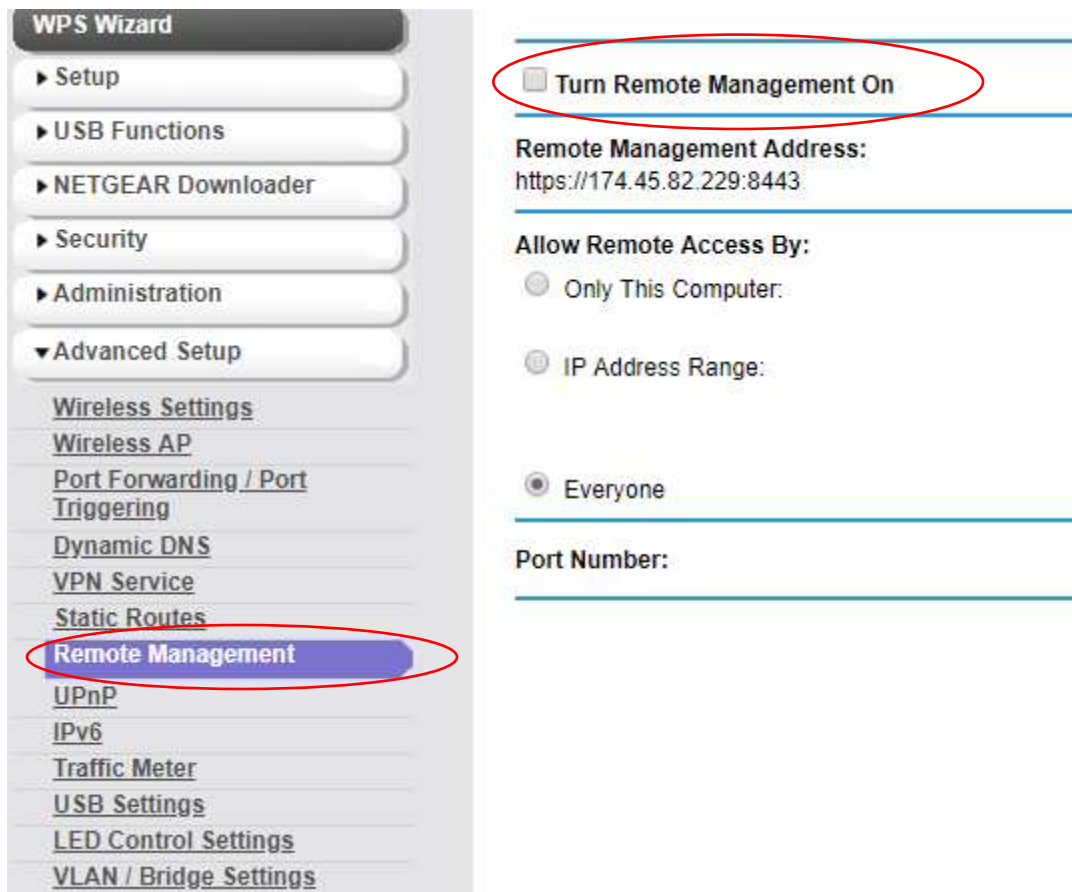 WPS Wizard
Setup
USB Functions
NETGEAR Downloader
Security
Administration
Advanced Setup
Wireless Settings
Wireless AP
Port Forwarding / Port
Triggering
Dynamic DNS
VPN Service
Static Routes
Remote Management
UPnP
IPv6
Traffic Meter
USB Settings
LED Control Settings
VLAN / Bridge Settings
Turn Remote Management On
Remote Management Address:
https://174.45.82.229:8443
Allow Remote Access By:
Only This Computer:
IP Address Range:
Everyone
Port Number: